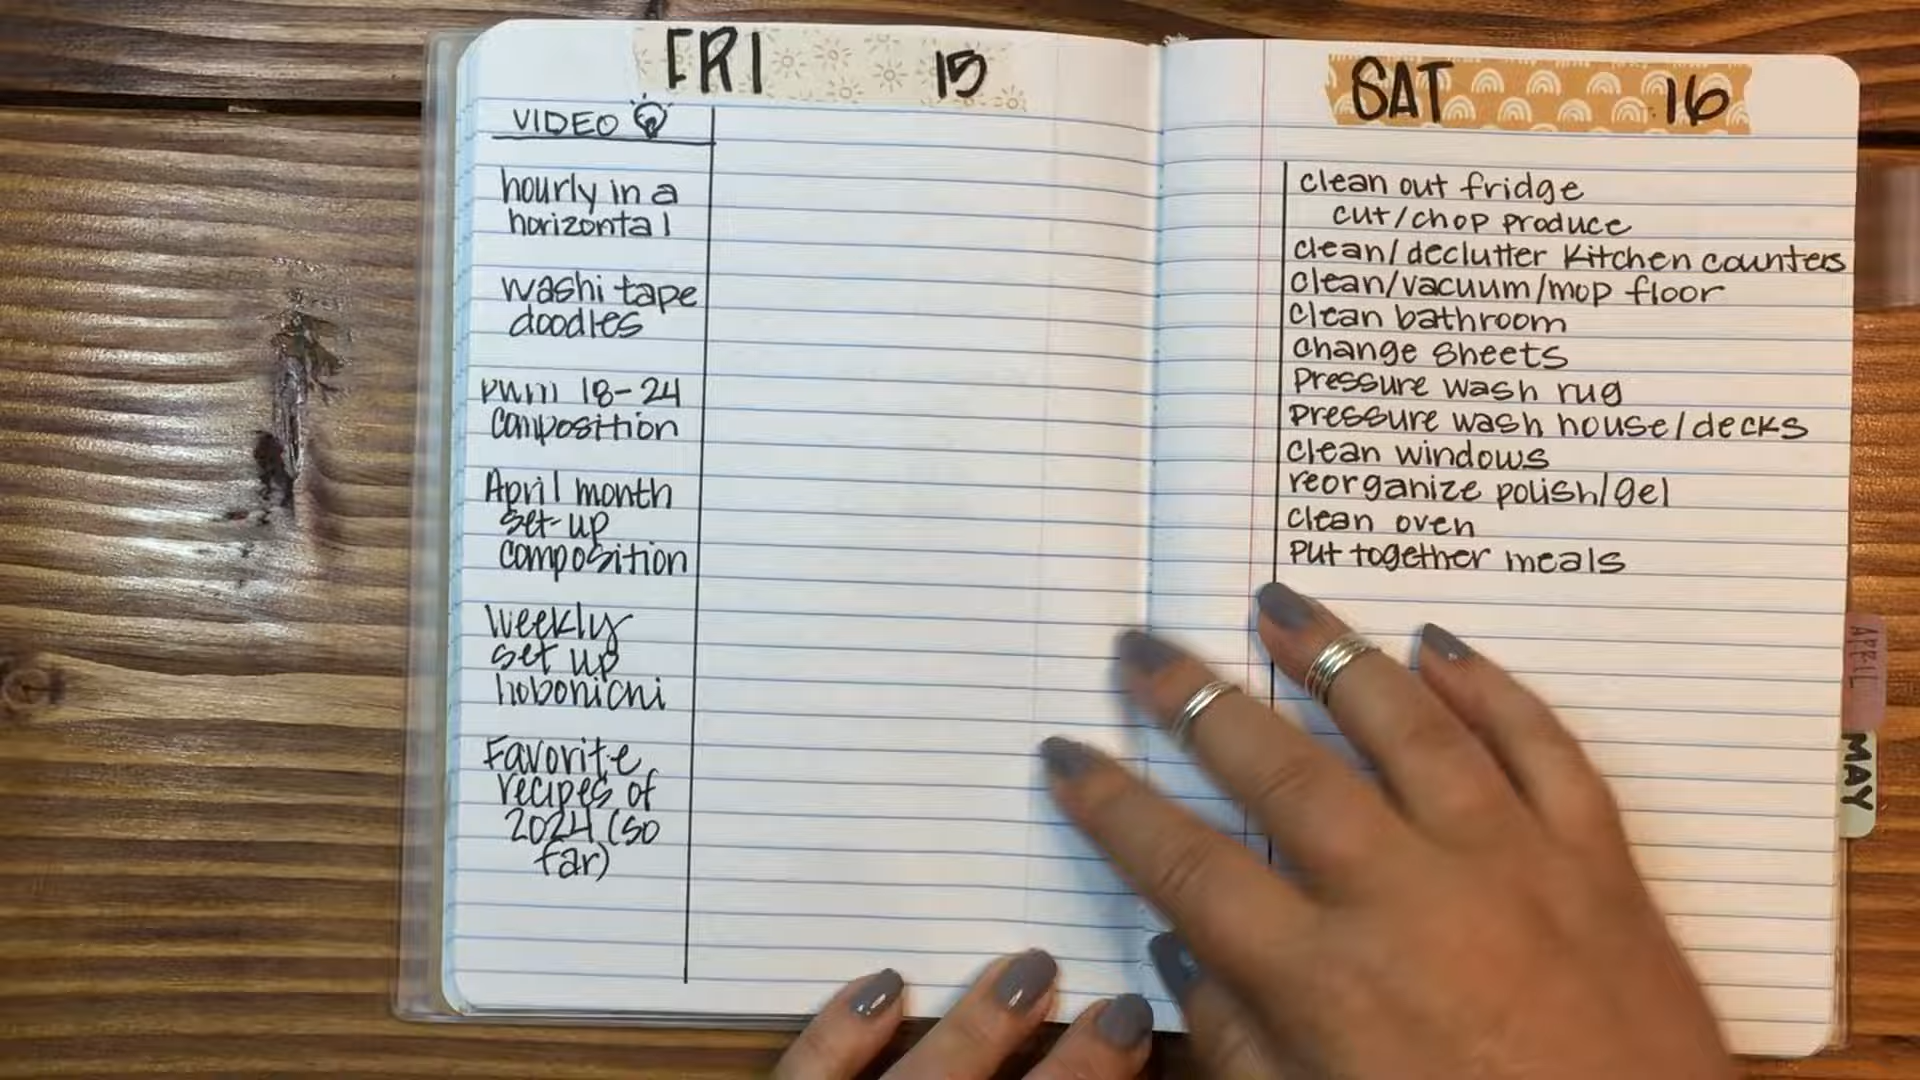 FRI 15
VIDEO
hourly in a
horizontal
washi tape
doodles
pwm 18-24
composition
April month
set-up
composition
Weekly
set up
hobonichi
Favorite
recipes of
2024 (so
far)
SAT 16
clean out fridge
cut/chop produce
clean/declutter kitchen counters
clean/vacuum/mop floor
clean bathroom
change sheets
pressure wash rug
pressure wash house/decks
clean windows
reorganize polish/gel
clean oven
put together meals
APRIL
MAY